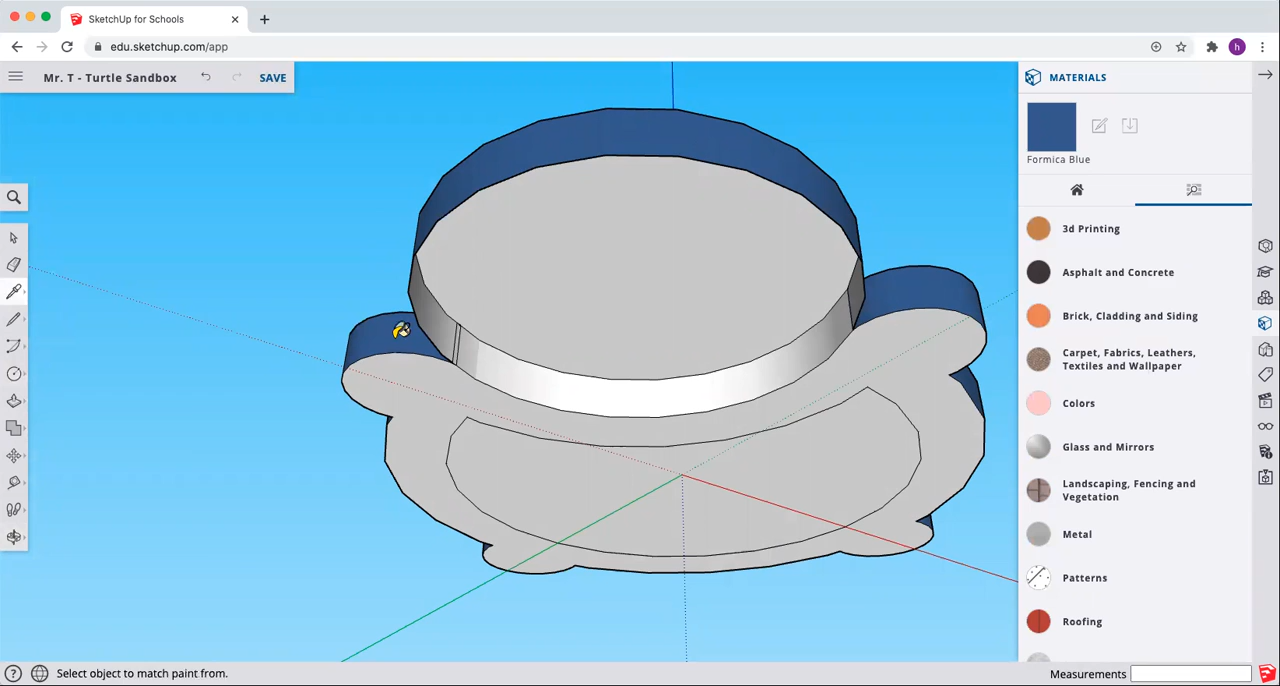 SketchUp for Schools
edu.sketchup.com/app
h
Mr. T - Turtle Sandbox
SAVE
MATERIALS
Formica Blue
3d Printing
Asphalt and Concrete
Brick, Cladding and Siding
Carpet, Fabrics, Leathers,
Textiles and Wallpaper
Colors
Glass and Mirrors
Landscaping, Fencing and
Vegetation
Metal
Patterns
Roofing
Select object to match paint from.
Measurements